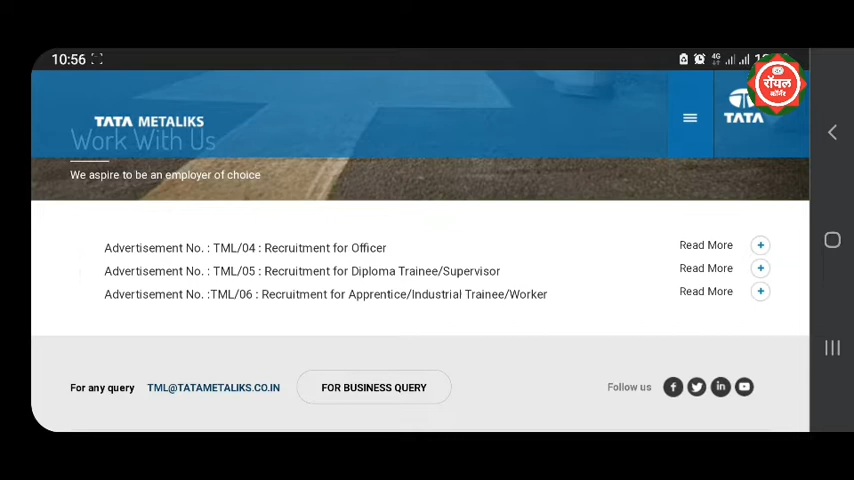 10:56
4G
रॉयल
कॉर्नर
TATA METALIKS
TATA
Work With Us
We aspire to be an employer of choice
Advertisement No. : TML/04 : Recruitment for Officer Read More +
Advertisement No. : TML/05 : Recruitment for Diploma Trainee/Supervisor Read More +
Advertisement No. :TML/06 : Recruitment for Apprentice/Industrial Trainee/Worker Read More +
For any query TML@TATAMETALIKS.CO.IN FOR BUSINESS QUERY Follow us